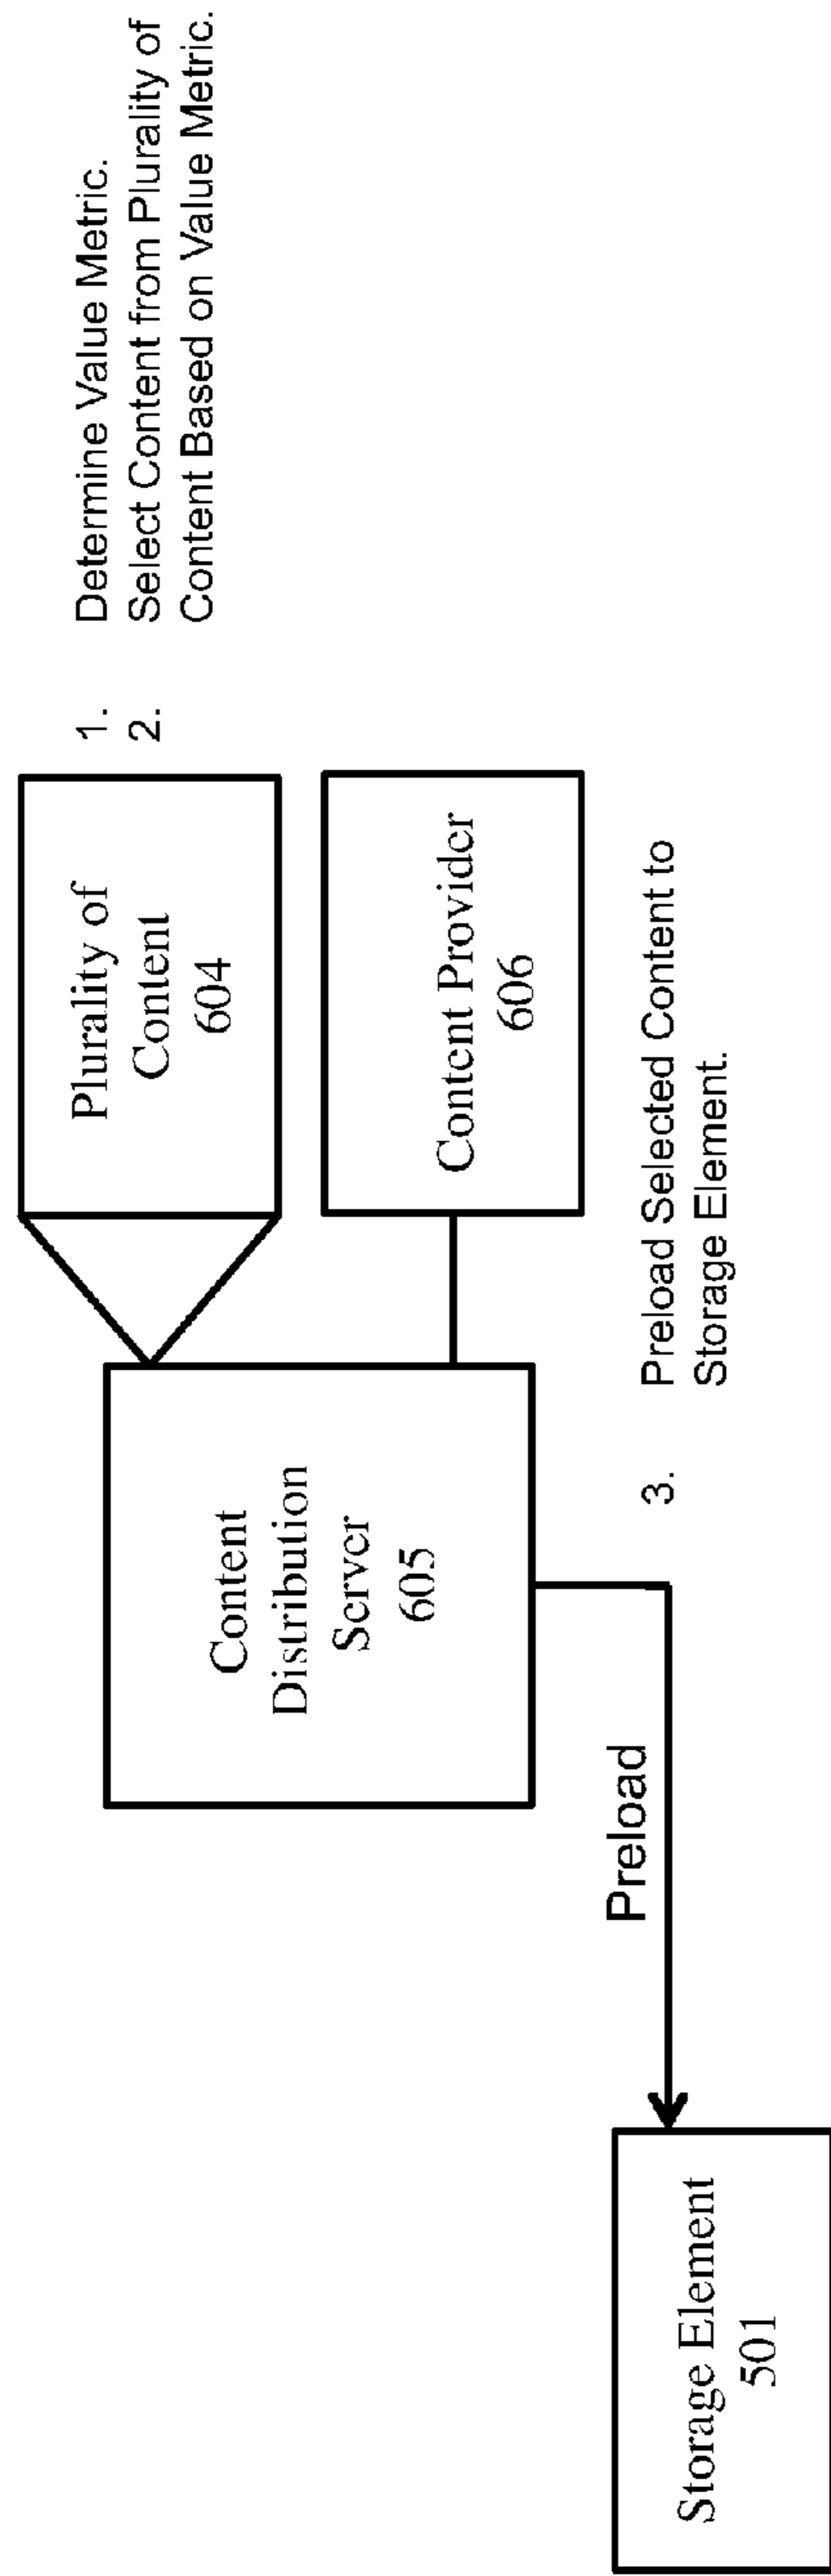 Plurality of
Content
604
1. Determine Value Metric.
2. Select Content from Plurality of
Content Based on Value Metric.
Content
Distribution
Server
605
Content Provider
606
3. Preload Selected Content to
Storage Element.
Preload
Storage Element
501